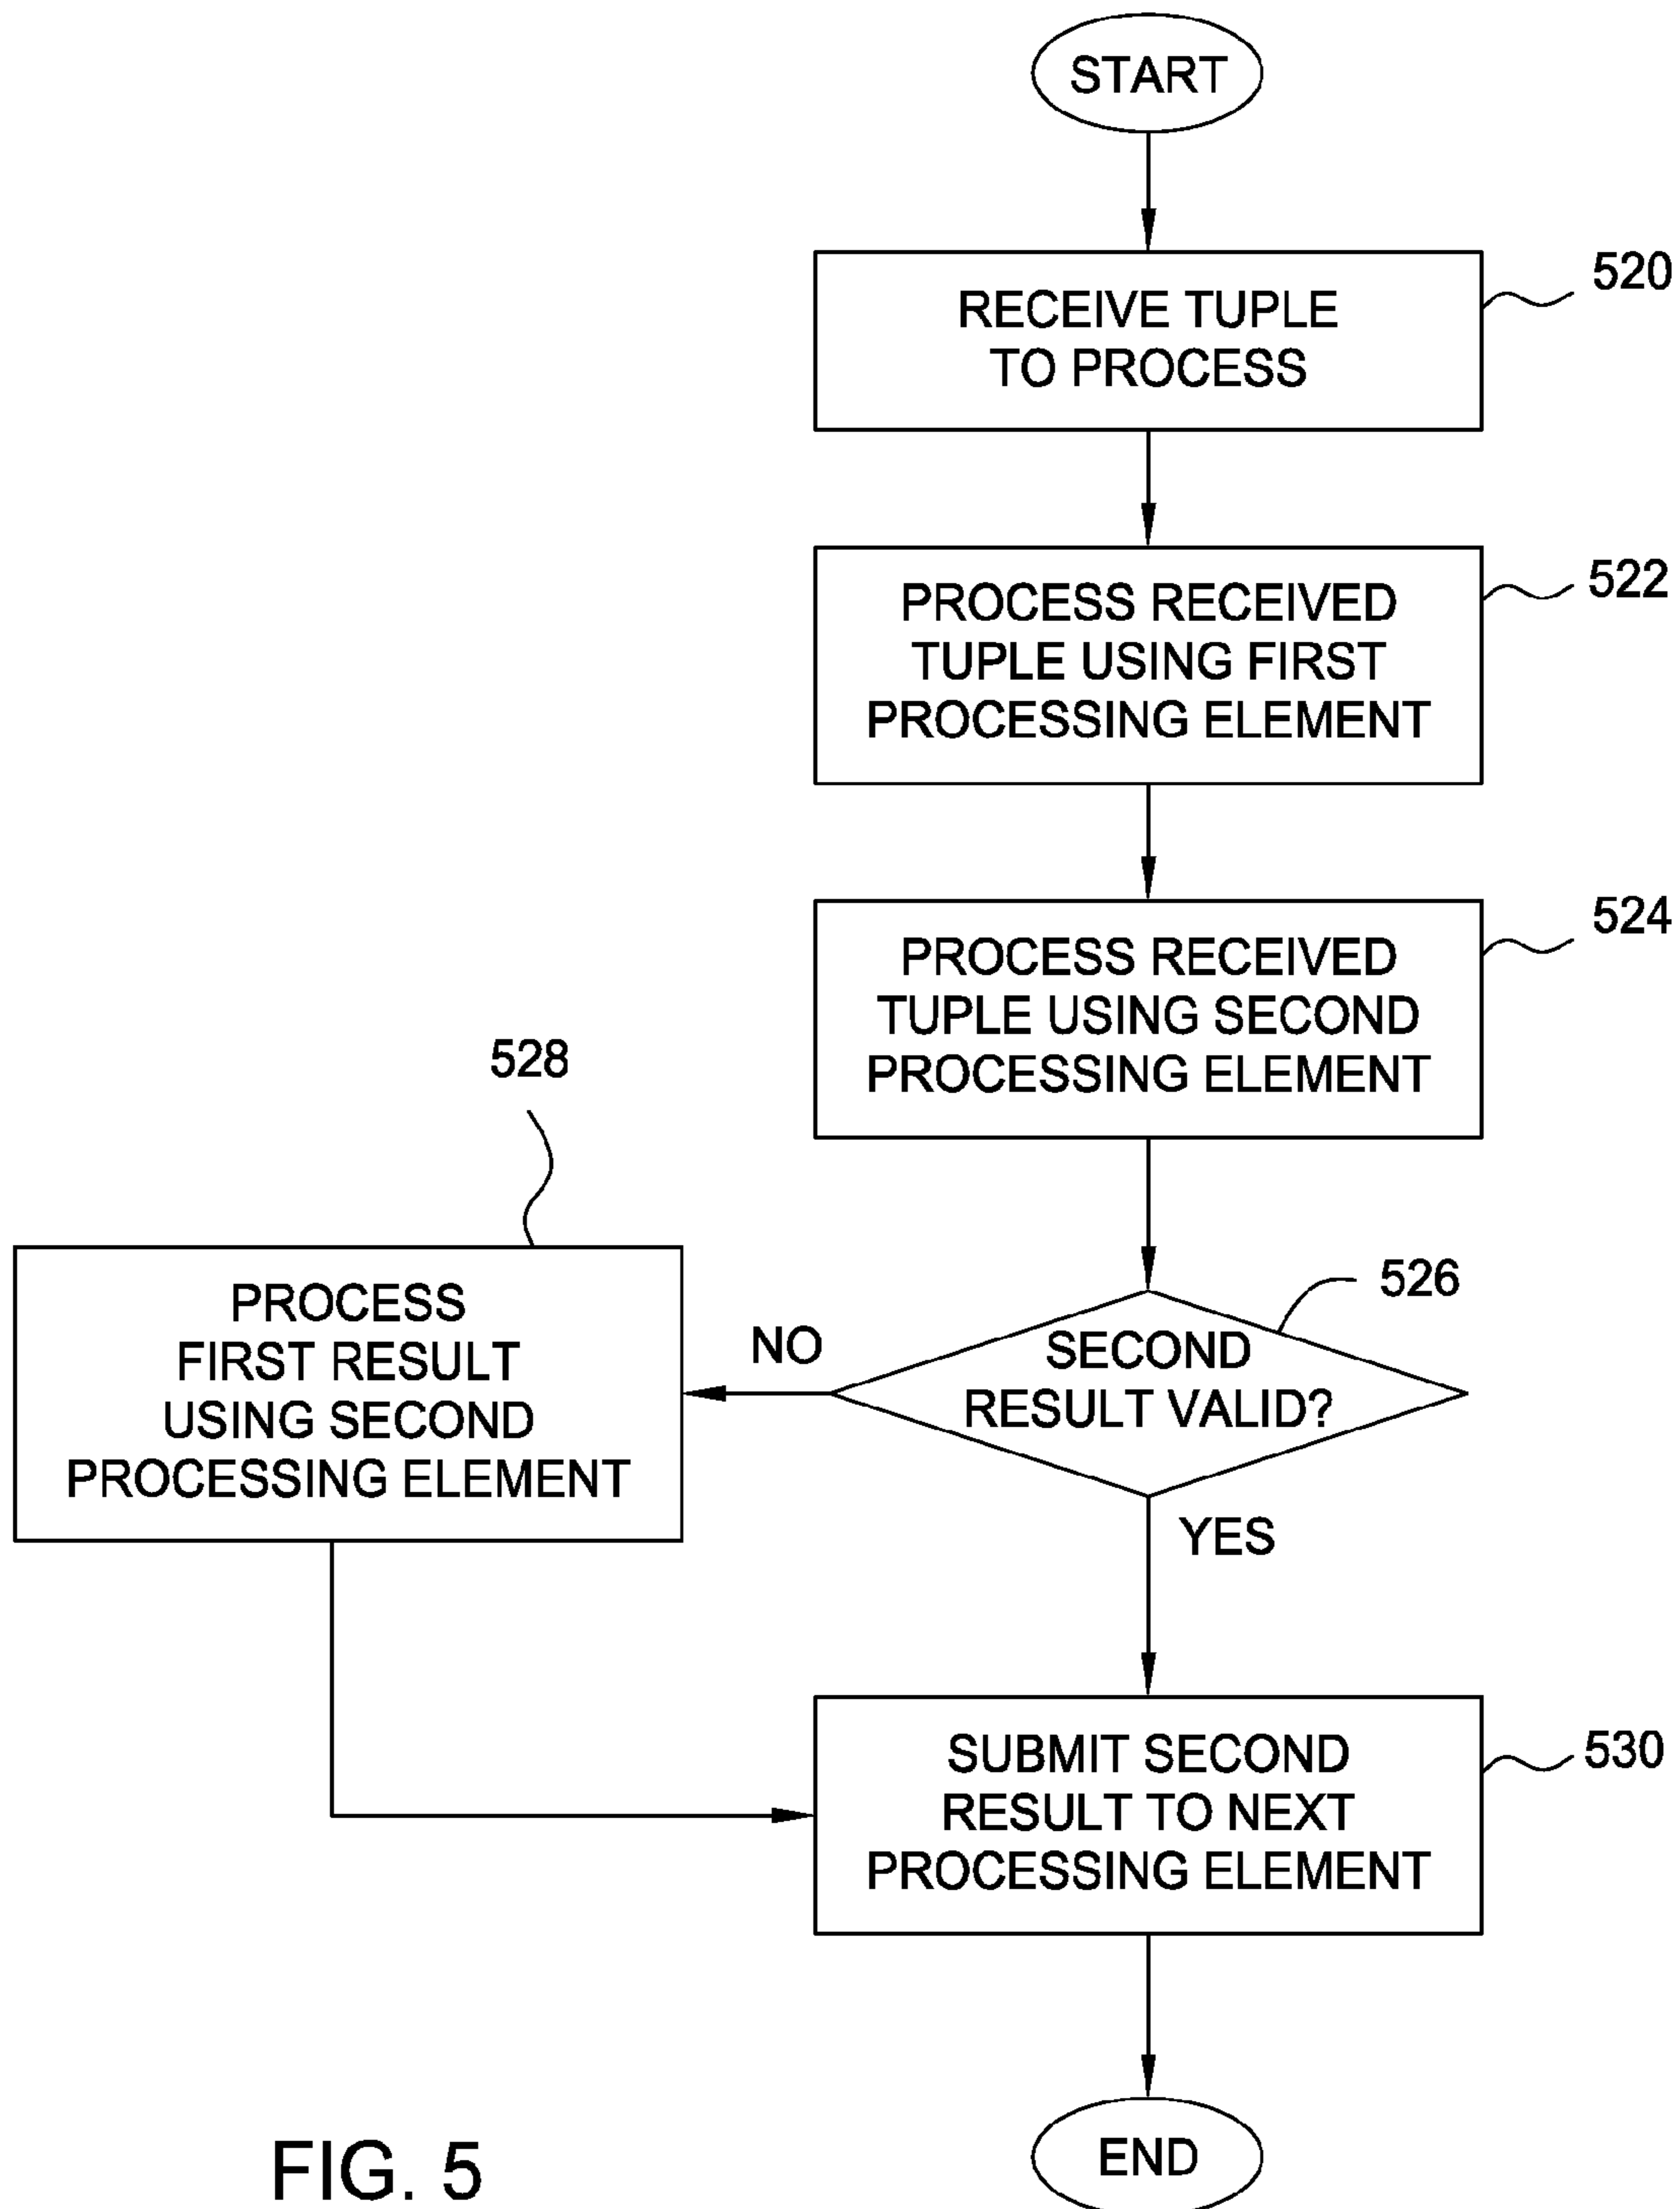 START
RECEIVE TUPLE
TO PROCESS
520
PROCESS RECEIVED
TUPLE USING FIRST
PROCESSING ELEMENT
522
PROCESS RECEIVED
TUPLE USING SECOND
PROCESSING ELEMENT
524
SECOND
RESULT VALID?
526
NO
528
PROCESS
FIRST RESULT
USING SECOND
PROCESSING ELEMENT
YES
SUBMIT SECOND
RESULT TO NEXT
PROCESSING ELEMENT
530
END
FIG. 5